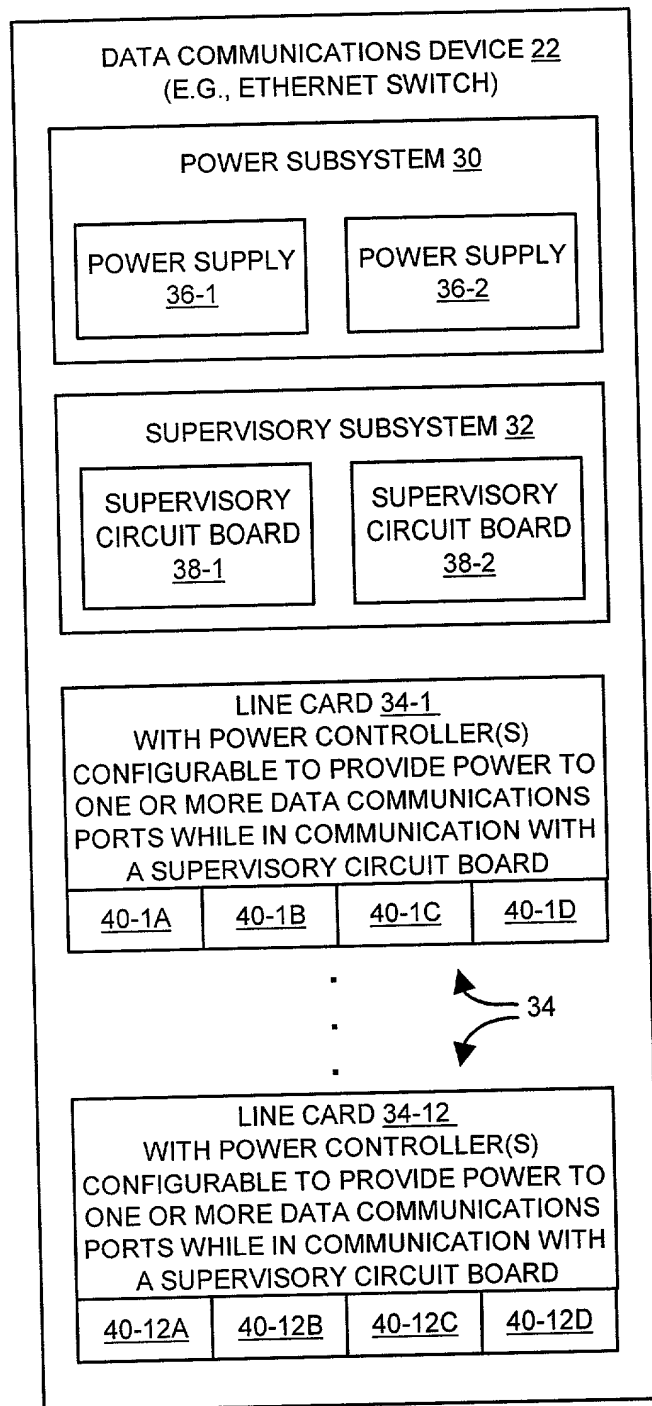 DATA COMMUNICATIONS DEVICE 22
(E.G., ETHERNET SWITCH)
POWER SUBSYSTEM 30
POWER SUPPLY
36-1
POWER SUPPLY
36-2
SUPERVISORY SUBSYSTEM 32
SUPERVISORY
CIRCUIT BOARD
38-1
SUPERVISORY
CIRCUIT BOARD
38-2
LINE CARD 34-1
WITH POWER CONTROLLER(S)
CONFIGURABLE TO PROVIDE POWER TO
ONE OR MORE DATA COMMUNICATIONS
PORTS WHILE IN COMMUNICATION WITH
A SUPERVISORY CIRCUIT BOARD
40-1A 40-1B 40-1C 40-1D
34
LINE CARD 34-12
WITH POWER CONTROLLER(S)
CONFIGURABLE TO PROVIDE POWER TO
ONE OR MORE DATA COMMUNICATIONS
PORTS WHILE IN COMMUNICATION WITH
A SUPERVISORY CIRCUIT BOARD
40-12A 40-12B 40-12C 40-12D